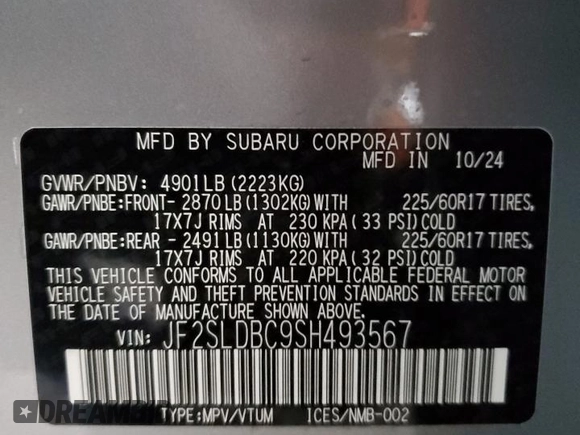 MFD BY SUBARU CORPORATION
MFD IN 10/24
GVWR/PNBV: 4901LB (2223KG)
GAWR/PNBE:FRONT- 2870LB (1302KG)WITH 225/60R17 TIRES,
17X7J RIMS AT 230 KPA (33 PSI) COLD
GAWR/PNBE:REAR - 2491LB (1130KG)WITH 225/60R17 TIRES,
17X7J RIMS AT 220 KPA (32 PSI) COLD
THIS VEHICLE CONFORMS TO ALL APPLICABLE FEDERAL MOTOR
VEHICLE SAFETY AND THEFT PREVENTION STANDARDS IN EFFECT ON
THE DATE OF MANUFACTURE SHOWN ABOVE.
VIN: JF2SLDBC9SH493567
TYPE:MPV/VTUM ICES/NMB-002